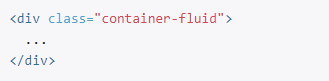 <div class="container-fluid">
...
</div>